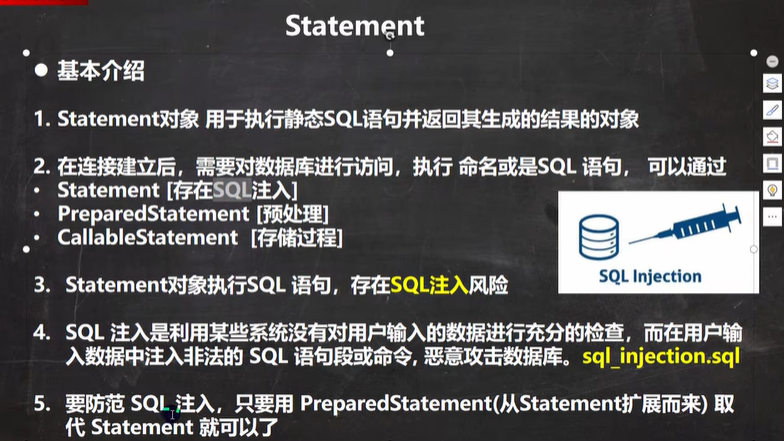 Statement
● 基本介绍
1. Statement对象 用于执行静态SQL语句并返回其生成的结果的对象
2. 在连接建立后，需要对数据库进行访问，执行 命名或是SQL 语句， 可以通过
• Statement [存在SQL注入]
• PreparedStatement [预处理]
• CallableStatement [存储过程]
SQL Injection
3. Statement对象执行SQL 语句，存在SQL注入风险
4. SQL 注入是利用某些系统没有对用户输入的数据进行充分的检查，而在用户输
入数据中注入非法的 SQL 语句段或命令, 恶意攻击数据库。sql_injection.sql
5. 要防范 SQL 注入，只要用 PreparedStatement(从Statement扩展而来) 取
代 Statement 就可以了